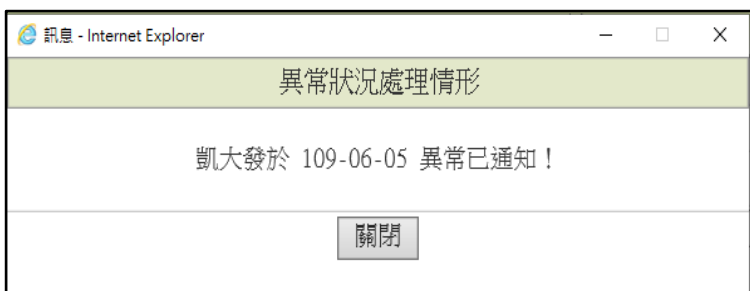 訊息 - Internet Explorer
異常狀況處理情形
凱大發於 109-06-05 異常已通知！
關閉